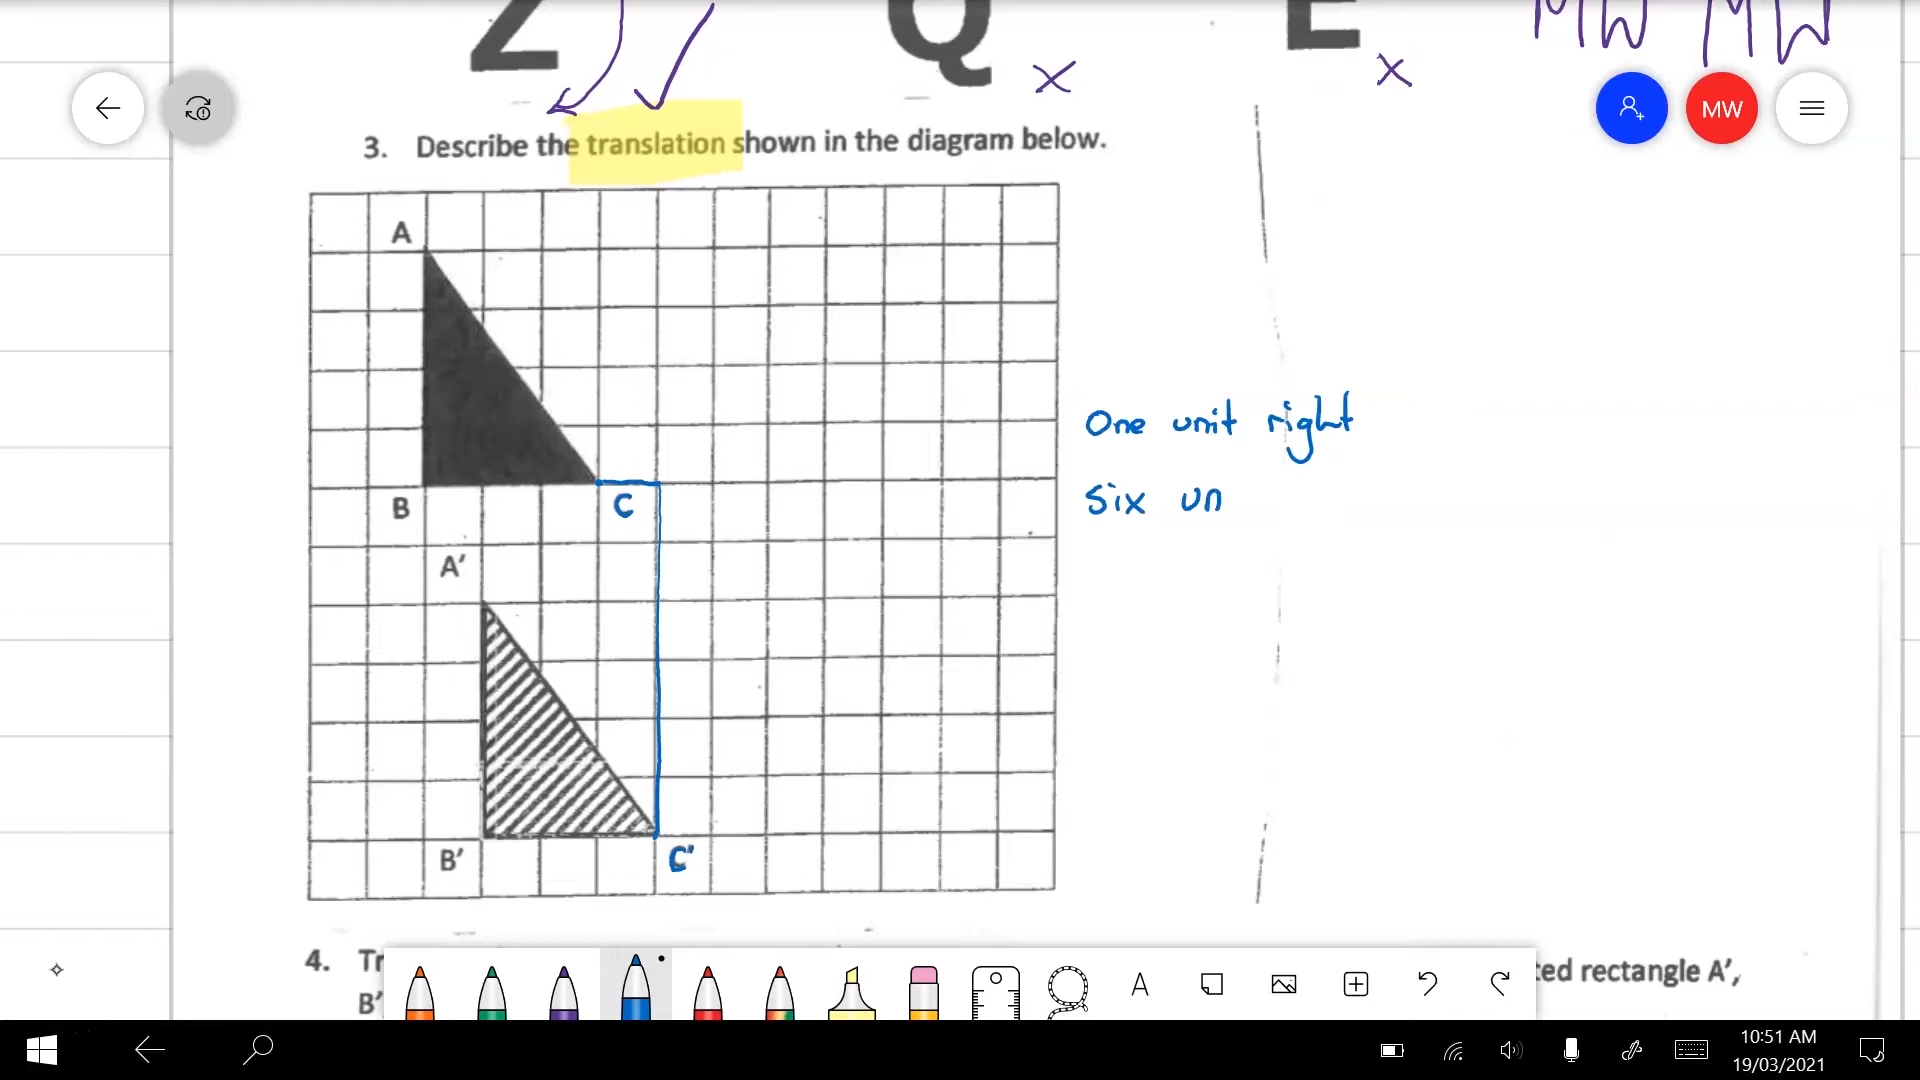 Z Q E MW MW
x x
MW
3. Describe the translation shown in the diagram below.
A
One unit right
B C Six un
A'
B' C'
4. Tr ted rectangle A',
B'
A
10:51 AM
19/03/2021